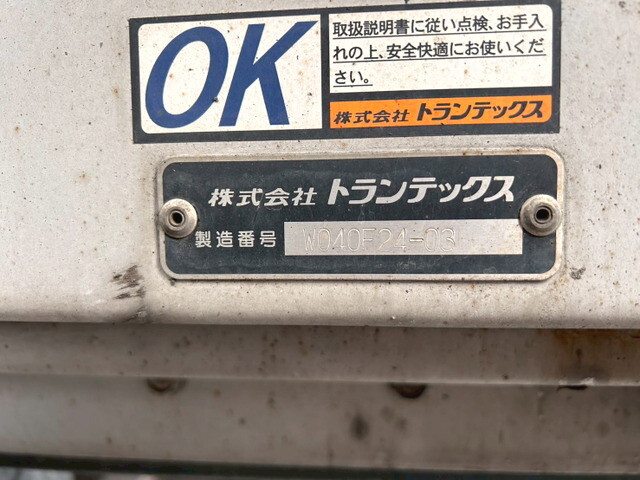 OK
取扱説明書に従い点検、お手入
れの上、安全快適にお使いくだ
さい。
株式会社 トランテックス
株式会社 トランテックス
製造番号 W040F24-03